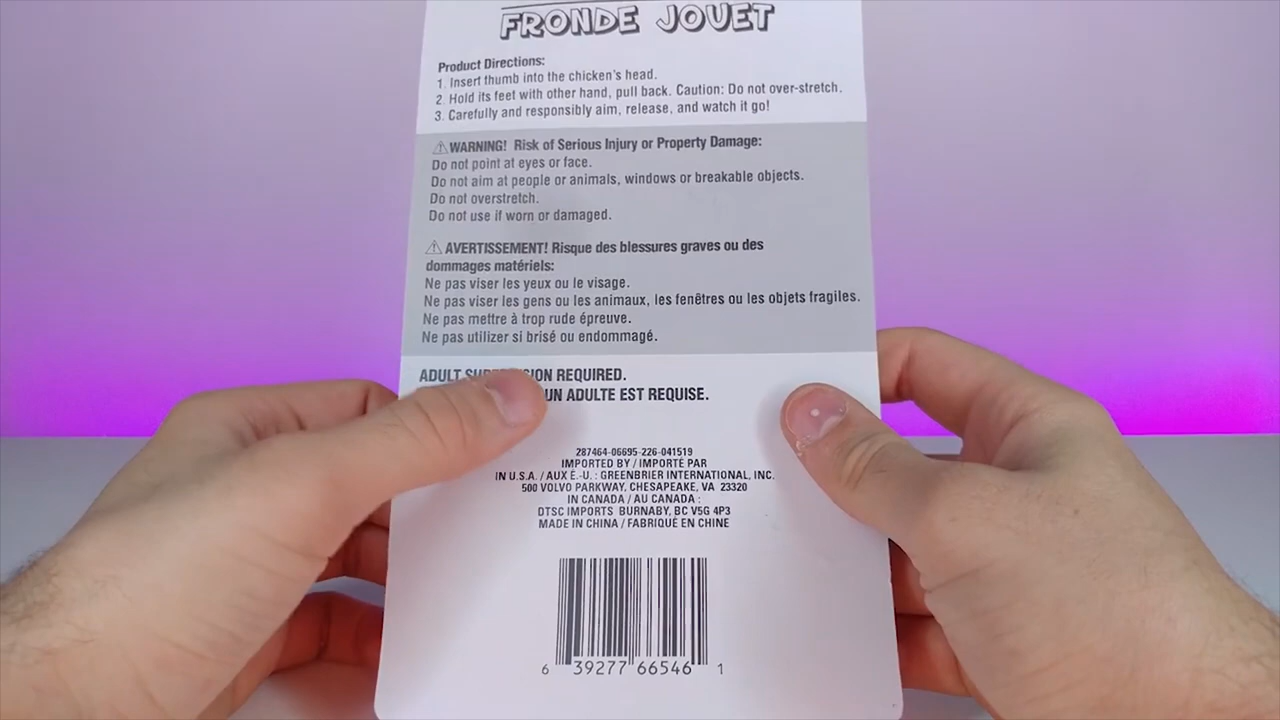 FRONDE JOUET
Product Directions:
1. Insert thumb into the chicken's head.
2. Hold its feet with other hand, pull back. Caution: Do not over-stretch.
3. Carefully and responsibly aim, release, and watch it go!
⚠WARNING! Risk of Serious Injury or Property Damage:
Do not point at eyes or face.
Do not aim at people or animals, windows or breakable objects.
Do not overstretch.
Do not use if worn or damaged.
⚠AVERTISSEMENT! Risque des blessures graves ou des
dommages matériels:
Ne pas viser les yeux ou le visage.
Ne pas viser les gens ou les animaux, les fenêtres ou les objets fragiles.
Ne pas mettre à trop rude épreuve.
Ne pas utilizer si brisé ou endommagé.
ADULT REQUIRED.
UN ADULTE EST REQUISE.
287464-06695-226-041519
IMPORTED BY / IMPORTÉ PAR
IN U.S.A. / AUX É.-U. : GREENBRIER INTERNATIONAL, INC.
500 VOLVO PARKWAY, CHESAPEAKE, VA 23320
IN CANADA / AU CANADA :
DTSC IMPORTS BURNABY, BC V5G 4P3
MADE IN CHINA / FABRIQUÉ EN CHINE
6 39277 66546 1